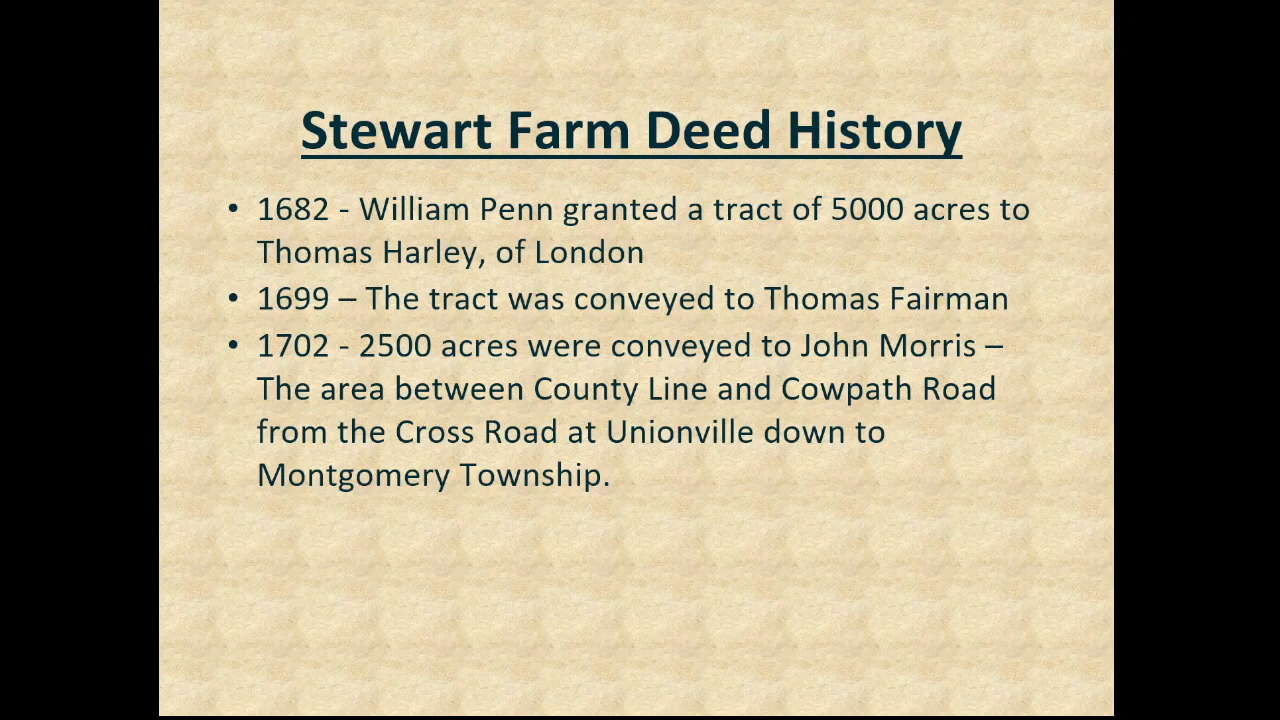 Stewart Farm Deed History
• 1682 - William Penn granted a tract of 5000 acres to
Thomas Harley, of London
• 1699 – The tract was conveyed to Thomas Fairman
• 1702 - 2500 acres were conveyed to John Morris –
The area between County Line and Cowpath Road
from the Cross Road at Unionville down to
Montgomery Township.